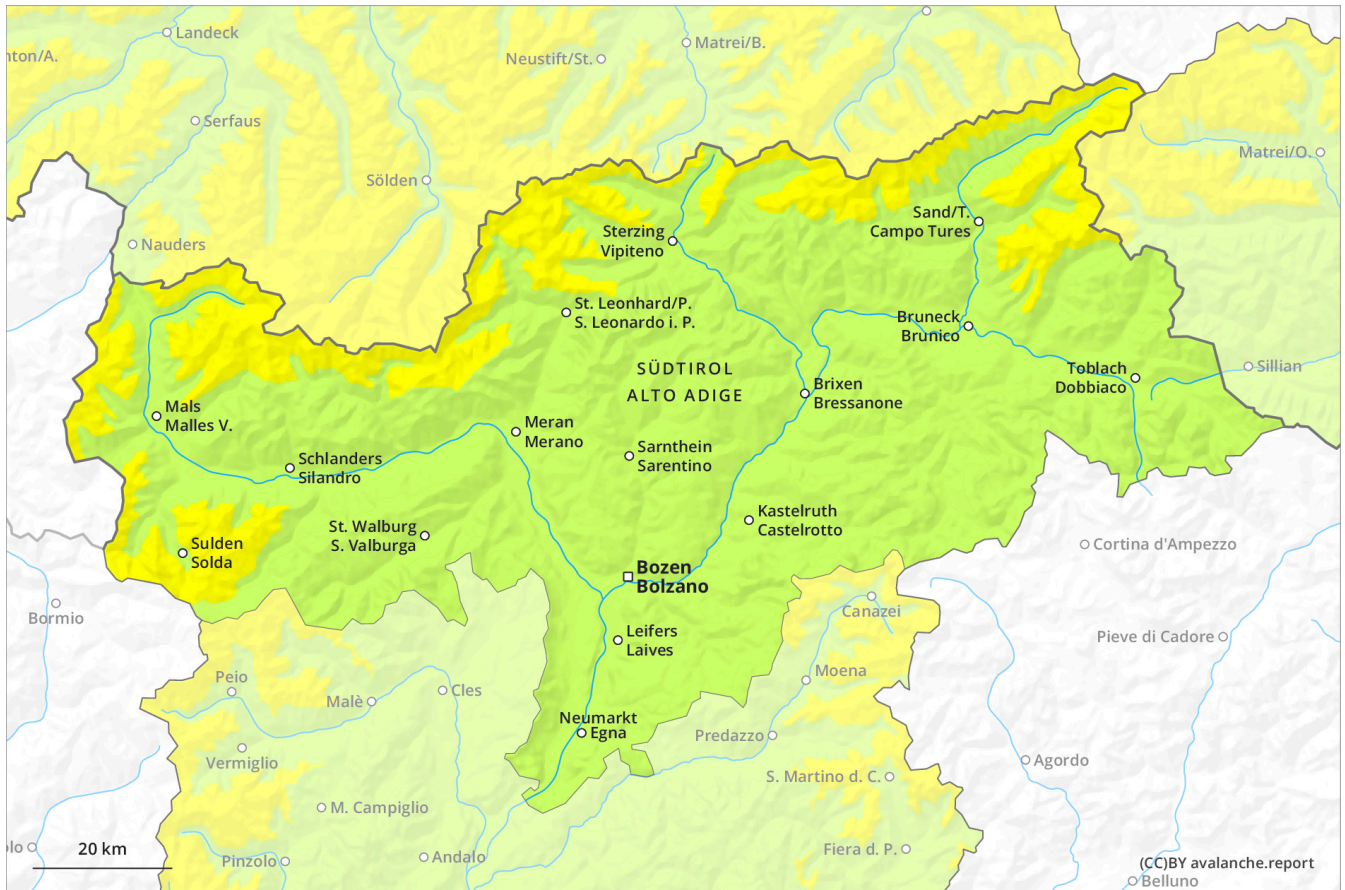 Landeck
nton/A.
Matrei/B.
Neustift/St.
Serfaus
Matrei/O.
Sölden
Sand/T.
Campo Tures
Sterzing
Vipiteno
Nauders
St. Leonhard/P.
S. Leonardo i. P.
Bruneck
Brunico
SÜDTIROL
ALTO ADIGE
Toblach
Dobbiaco
Sillian
Brixen
Bressanone
Mals
Malles V.
Meran
Merano
Sarnthein
Sarentino
Schlanders
Silandro
Kastelruth
Castelrotto
St. Walburg
S. Valburga
Sulden
Solda
Cortina d'Ampezzo
Bozen
Bolzano
Bormio
Canazei
Leifers
Laives
Pieve di Cadore
Peio
Moena
Malè
Cles
Neumarkt
Egna
Predazzo
Vermiglio
Agordo
S. Martino d. C.
M. Campiglio
lo
20 km
Pinzolo
Andalo
Fiera d. P.
(CC)BY avalanche.report
Belluno